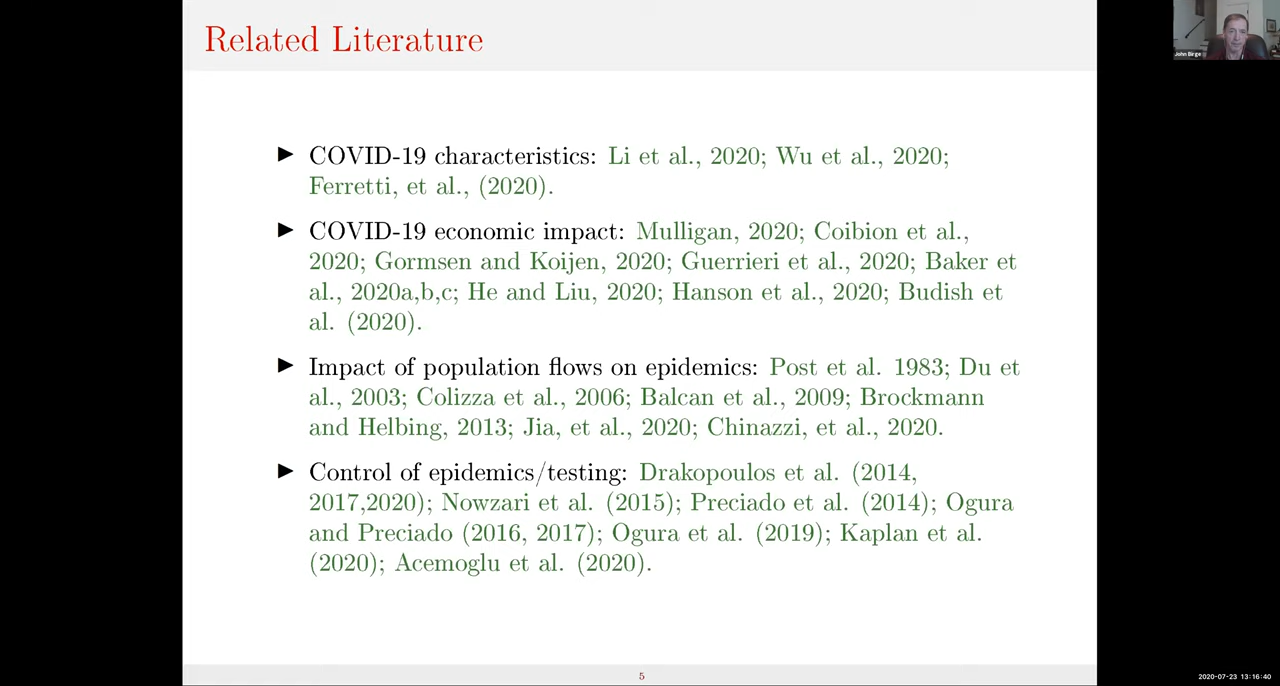 Related Literature
John Birge
▶ COVID-19 characteristics: Li et al., 2020; Wu et al., 2020;
Ferretti, et al., (2020).
▶ COVID-19 economic impact: Mulligan, 2020; Coibion et al.,
2020; Gormsen and Koijen, 2020; Guerrieri et al., 2020; Baker et
al., 2020a,b,c; He and Liu, 2020; Hanson et al., 2020; Budish et
al. (2020).
▶ Impact of population flows on epidemics: Post et al. 1983; Du et
al., 2003; Colizza et al., 2006; Balcan et al., 2009; Brockmann
and Helbing, 2013; Jia, et al., 2020; Chinazzi, et al., 2020.
▶ Control of epidemics/testing: Drakopoulos et al. (2014,
2017,2020); Nowzari et al. (2015); Preciado et al. (2014); Ogura
and Preciado (2016, 2017); Ogura et al. (2019); Kaplan et al.
(2020); Acemoglu et al. (2020).
5
2020-07-23 13:16:40